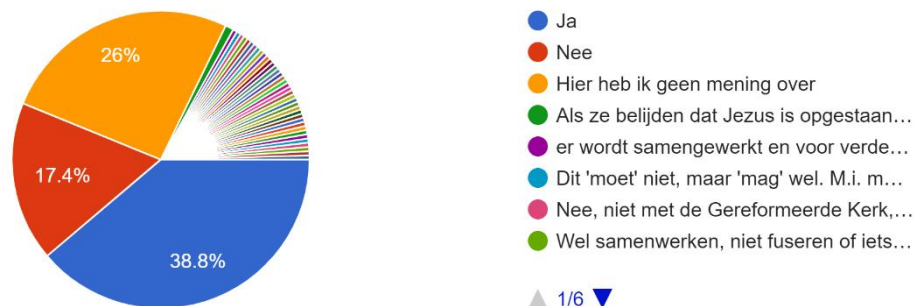 26%
17.4%
38.8%
Ja
Nee
Hier heb ik geen mening over
Als ze belijden dat Jezus is opgestaan…
er wordt samengewerkt en voor verde…
Dit 'moet' niet, maar 'mag' wel. M.i. m…
Nee, niet met de Gereformeerde Kerk,…
Wel samenwerken, niet fuseren of iets…
1/6